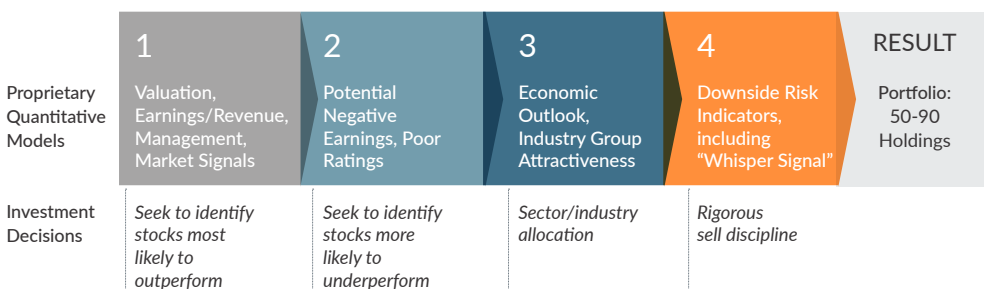 1
2
3
4
RESULT
Proprietary
Quantitative
Models
Valuation,
Earnings/Revenue,
Management,
Market Signals
Potential
Negative
Earnings, Poor
Ratings
Economic
Outlook,
Industry Group
Attractiveness
Downside Risk
Indicators,
including
“Whisper Signal”
Portfolio:
50-90
Holdings
Investment
Decisions
Seek to identify
stocks most
likely to
outperform
Seek to identify
stocks more
likely to
underperform
Sector/industry
allocation
Rigorous
sell discipline